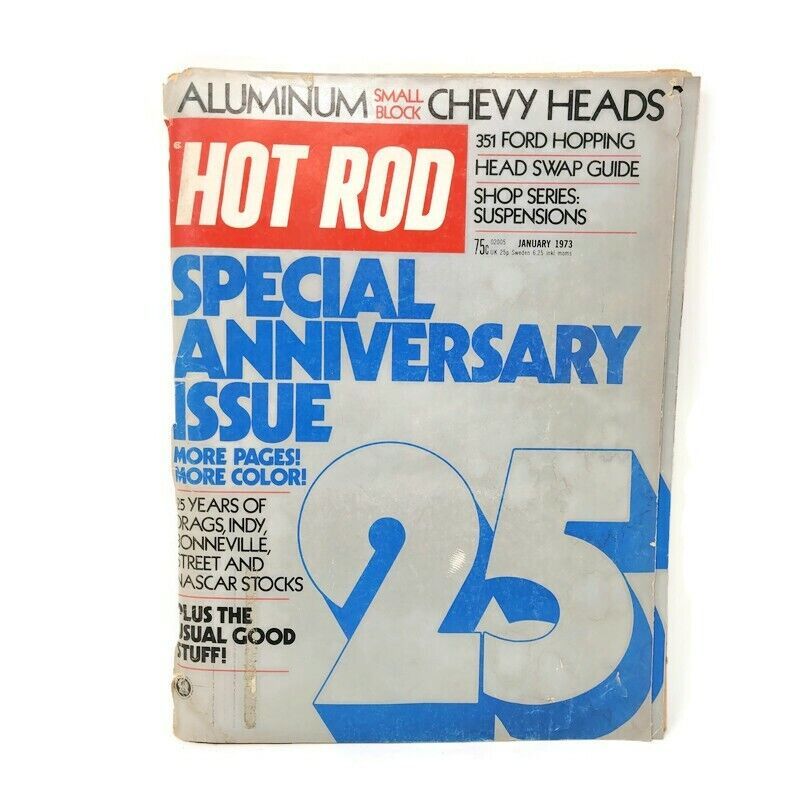 ALUMINUM SMALL BLOCK CHEVY HEADS
HOT ROD
351 FORD HOPPING
HEAD SWAP GUIDE
SHOP SERIES:
SUSPENSIONS
75¢ 02005 JANUARY 1973
UK 25p Sweden 6.25 inkl moms
SPECIAL
ANNIVERSARY
ISSUE
MORE PAGES!
MORE COLOR!
25 YEARS OF
DRAGS, INDY,
BONNEVILLE,
STREET AND
NASCAR STOCKS
PLUS THE
USUAL GOOD
STUFF!
25